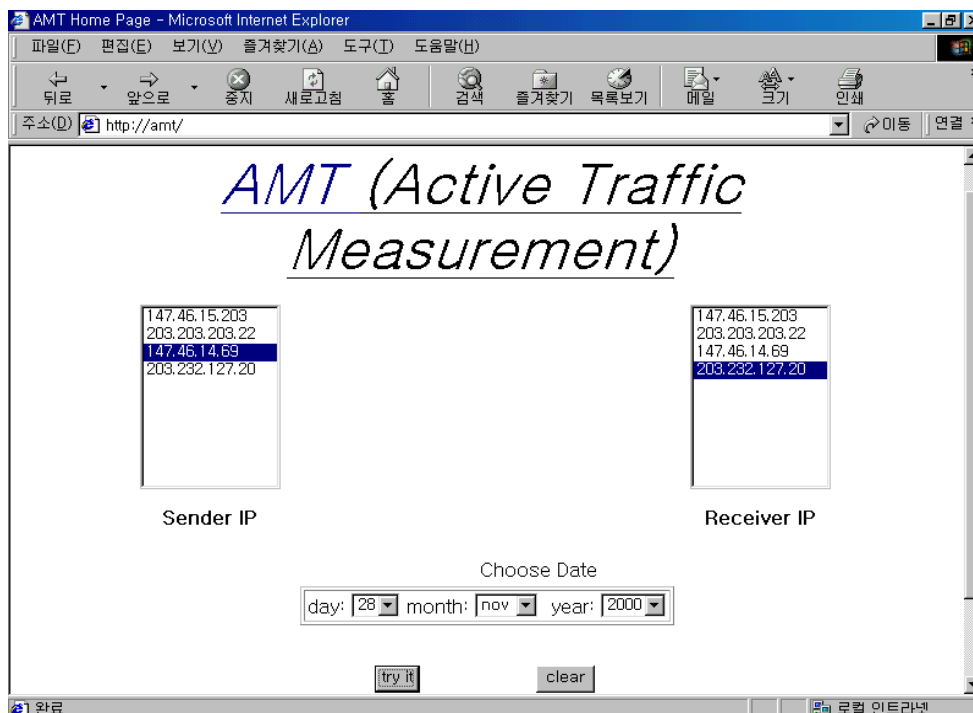 AMT Home Page - Microsoft Internet Explorer
파일(F) 편집(E) 보기(V) 즐겨찾기(A) 도구(T) 도움말(H)
뒤로 앞으로 중지 새로고침 홈 검색 즐겨찾기 목록보기 메일 크기 인쇄
주소(D) http://amt/ 이동 연결
AMT (Active Traffic
Measurement)
147.46.15.203
203.203.203.22
147.46.14.69
203.232.127.20
Sender IP
147.46.15.203
203.203.203.22
147.46.14.69
203.232.127.20
Receiver IP
Choose Date
day: 28 month: nov year: 2000
try it clear
완료 로컬 인트라넷